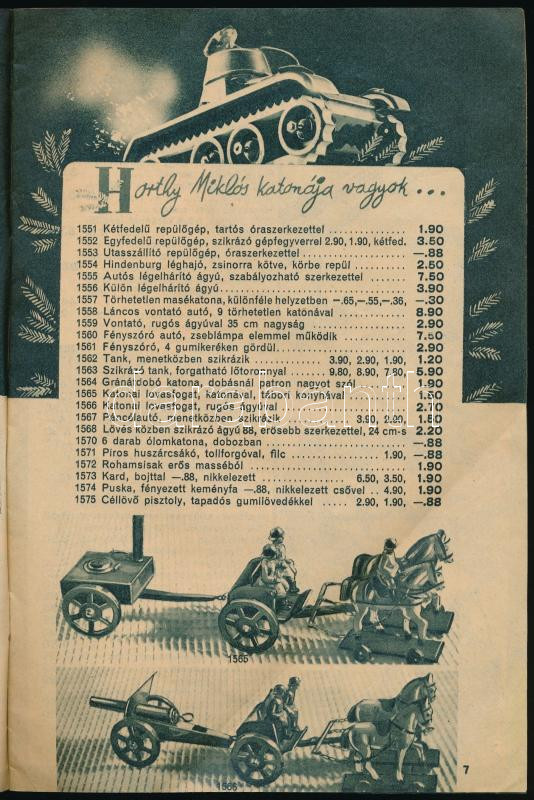 Horthy Miklós katonája vagyok...
1551 Kétfedelű repülőgép, tartós óraszerkezettel 1.90
1552 Egyfedelű repülőgép, szikrázó gépfegyverrel 2.90, 1.90, kétfed. 3.50
1553 Utasszállító repülőgép, óraszerkezettel —.88
1554 Hindenburg léghajó, zsinorra kötve, körbe repül 2.50
1555 Autós légelhárító ágyú, szabályozható szerkezettel 7.50
1556 Külön légelhárító ágyú 3.90
1557 Törhetetlen masékatona, különféle helyzetben —.65,—.55,—.36, —.30
1558 Láncos vontató autó, 9 törhetetlen katonával 8.90
1559 Vontató, rugós ágyúval 35 cm nagyság 2.90
1560 Fényszóró autó, zseblámpa elemmel működik 7.50
1561 Fényszóró, 4 gumikeréken gördül 2.90
1562 Tank, menetközben szikrázik 3.90, 2.90, 1.90, 1.20
1563 Szikrázó tank, forgatható lőtoronnyal 9.80, 8.90, 7.80, 5.90
1564 Gránátdobó katona, dobásnál patron nagyot szól 1.90
1565 Katonai lovasfogat, katonával, tábori konyhával 1.50
1566 Katonai lovasfogat, rugós ágyúval 2.10
1567 Páncélautó, menetközben szikrázik 3.90, 2.90, 1.50
1568 Lövés közben szikrázó ágyú 88, erősebb szerkezettel, 24 cm-s 2.20
1570 6 darab ólomkatona, dobozban —.88
1571 Piros huszárcsákó, tollforgóval, filc 1.90, —.88
1572 Rohamsisak erős masséból 1.90
1573 Kard, bojttal —.88, nikkelezett 6.50, 3.50, 1.90
1574 Puska, fényezett keményfa —.88, nikkelezett csővel 4.90, 1.90
1575 Céllövő pisztoly, tapadós gumilövedékkel 2.90, 1.90, —.88
darabanth
1565
1566
7